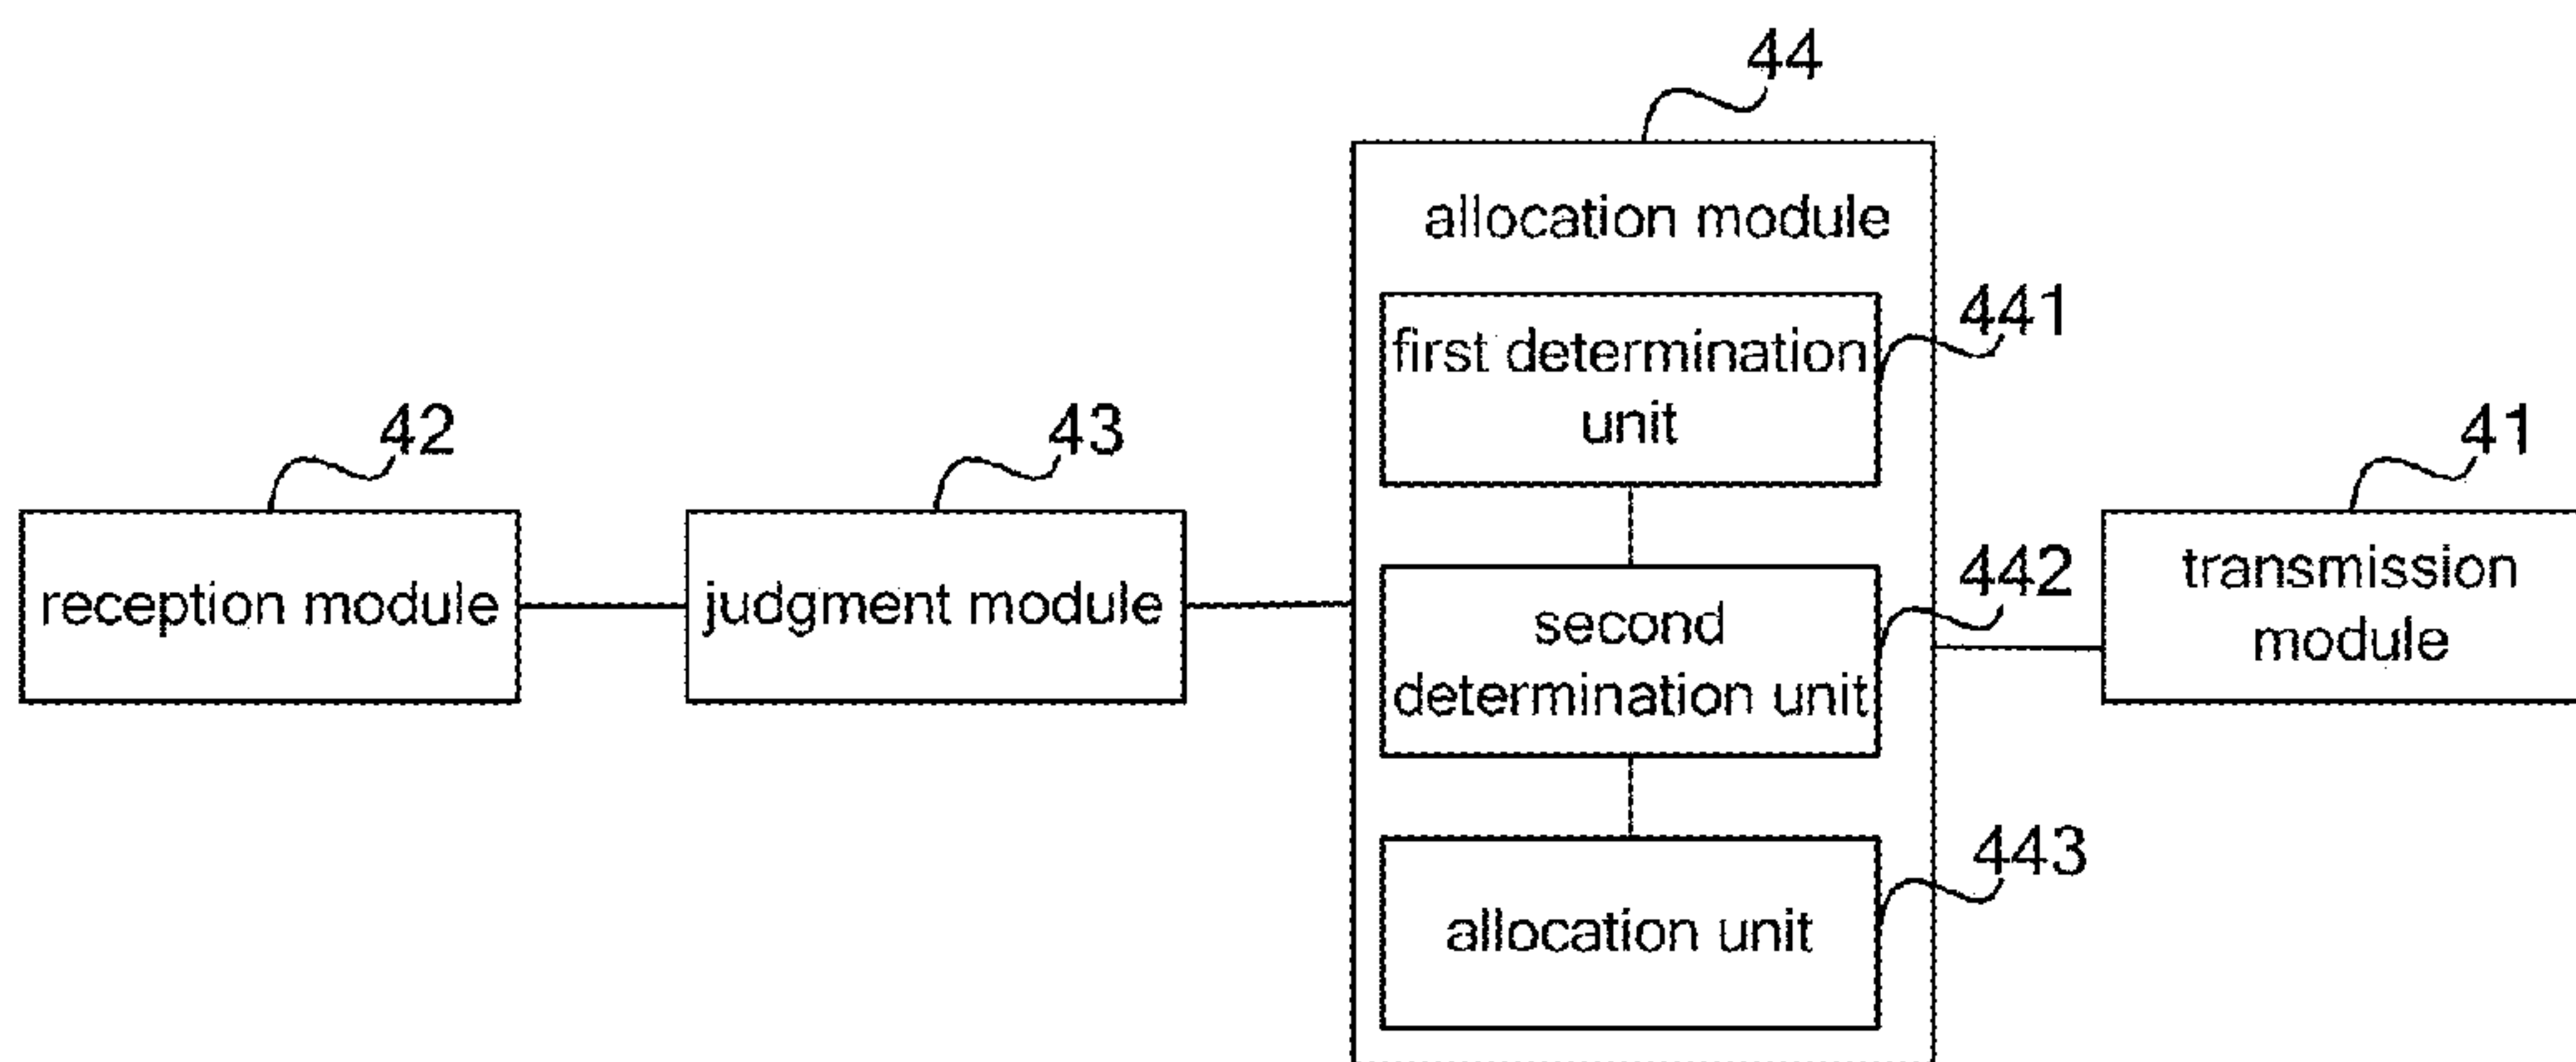 44
allocation module
441
first determination
unit
42
43
41
reception module
judgment module
442
second
determination unit
transmission
module
443
allocation unit